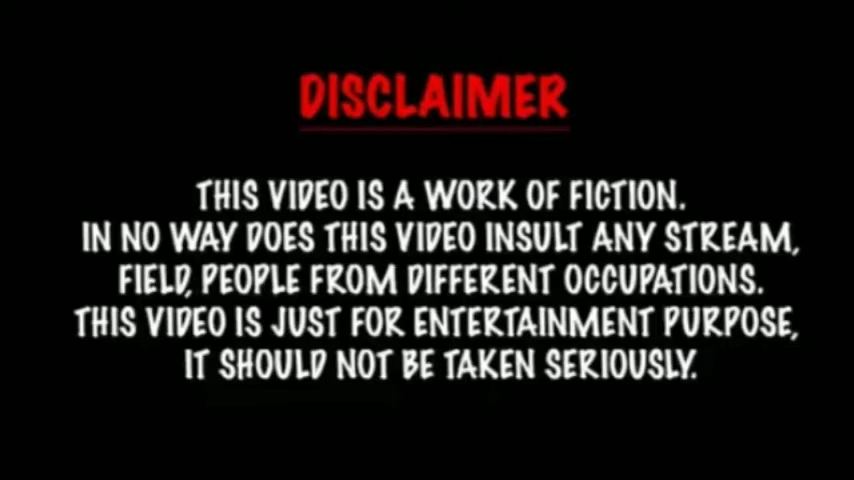 DISCLAIMER
THIS VIDEO IS A WORK OF FICTION.
IN NO WAY DOES THIS VIDEO INSULT ANY STREAM,
FIELD, PEOPLE FROM DIFFERENT OCCUPATIONS.
THIS VIDEO IS JUST FOR ENTERTAINMENT PURPOSE,
IT SHOULD NOT BE TAKEN SERIOUSLY.